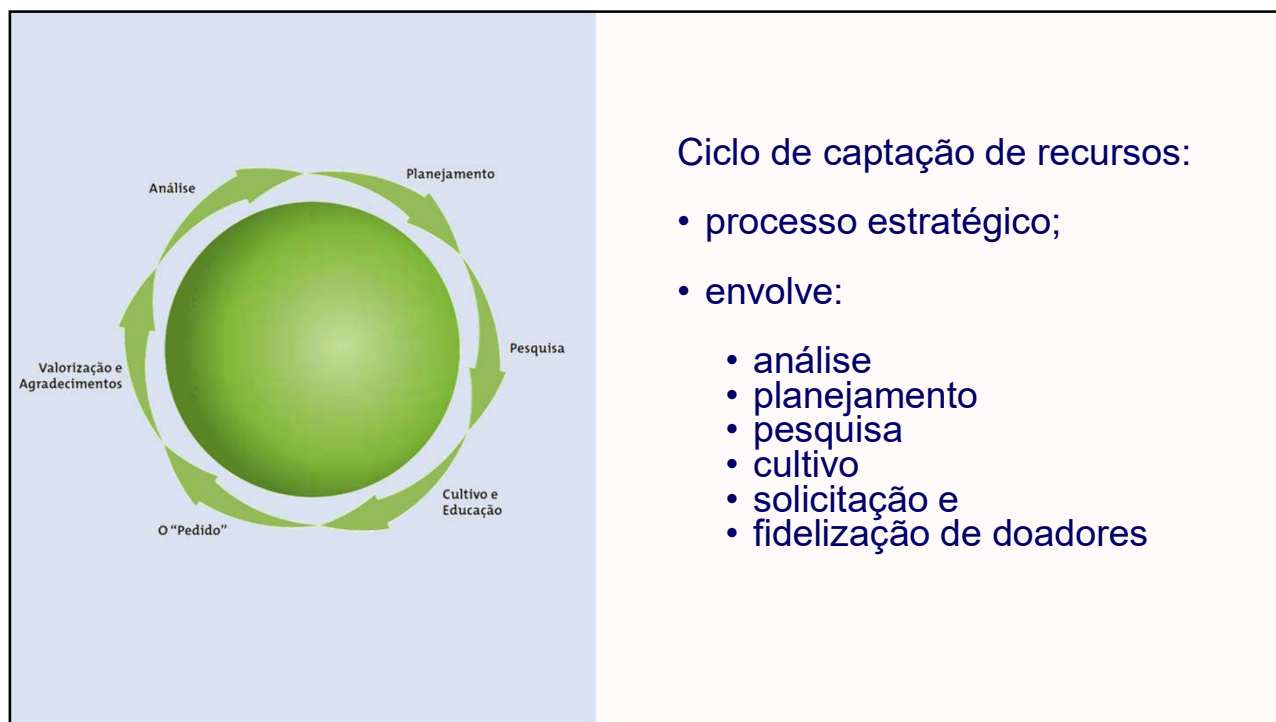 Análise
Planejamento
Pesquisa
Cultivo e
Educação
O “Pedido”
Valorização e
Agradecimentos
Ciclo de captação de recursos:
• processo estratégico;
• envolve:
• análise
• planejamento
• pesquisa
• cultivo
• solicitação e
• fidelização de doadores